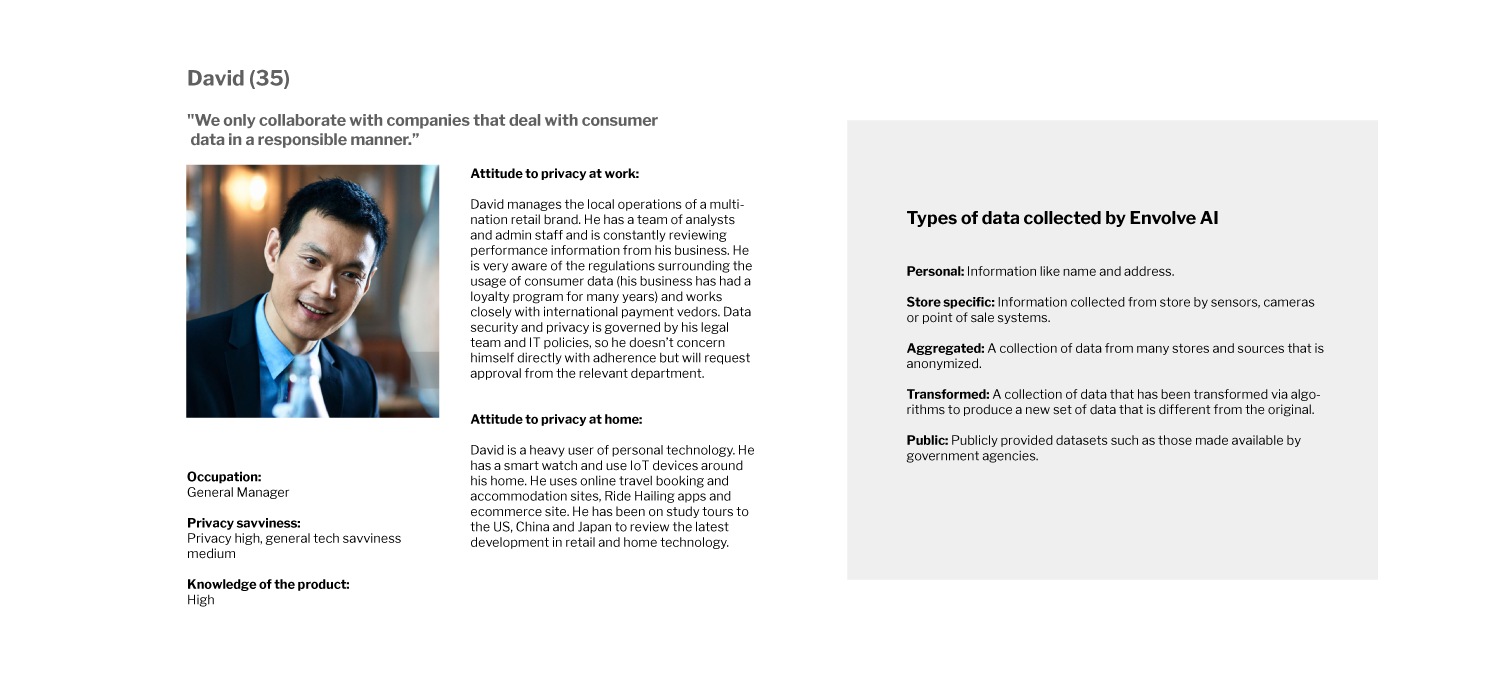 David (35)
"We only collaborate with companies that deal with consumer
data in a responsible manner.”
Attitude to privacy at work:
David manages the local operations of a multi-
nation retail brand. He has a team of analysts
and admin staff and is constantly reviewing
performance information from his business. He
is very aware of the regulations surrounding the
usage of consumer data (his business has had a
loyalty program for many years) and works
closely with international payment vedors. Data
security and privacy is governed by his legal
team and IT policies, so he doesn’t concern
himself directly with adherence but will request
approval from the relevant department.
Attitude to privacy at home:
David is a heavy user of personal technology. He
has a smart watch and use IoT devices around
his home. He uses online travel booking and
accommodation sites, Ride Hailing apps and
ecommerce site. He has been on study tours to
the US, China and Japan to review the latest
development in retail and home technology.
Occupation:
General Manager
Privacy savviness:
Privacy high, general tech savviness
medium
Knowledge of the product:
High
Types of data collected by Envolve AI
Personal: Information like name and address.
Store specific: Information collected from store by sensors, cameras
or point of sale systems.
Aggregated: A collection of data from many stores and sources that is
anonymized.
Transformed: A collection of data that has been transformed via algo-
rithms to produce a new set of data that is different from the original.
Public: Publicly provided datasets such as those made available by
government agencies.